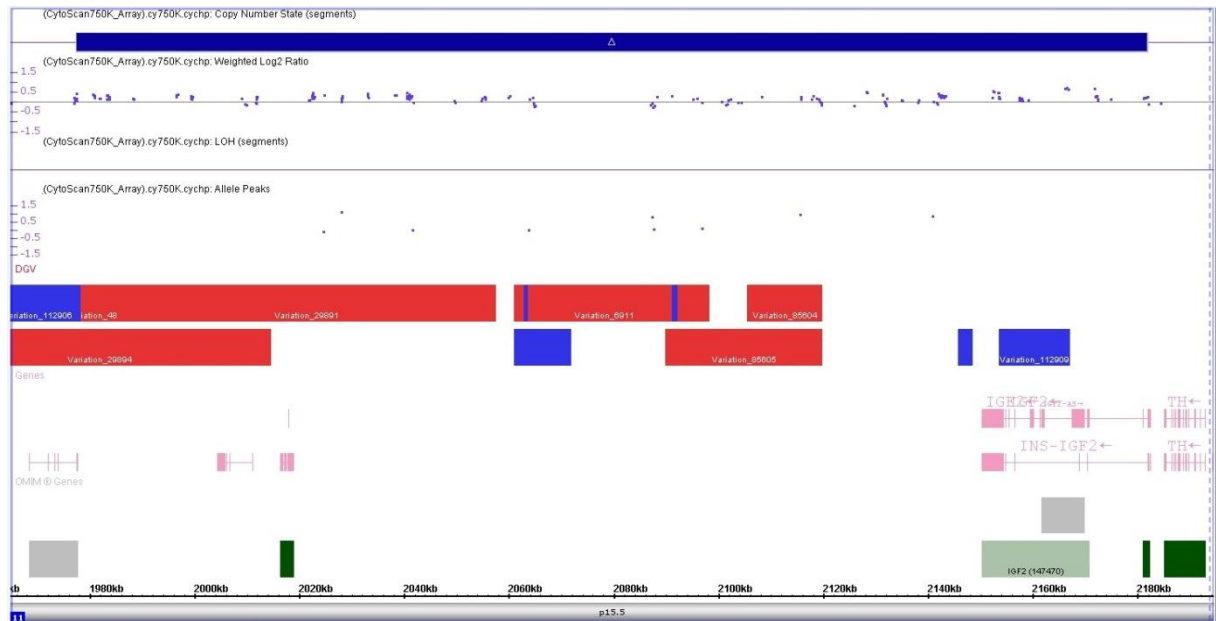 (CytoScan750K_Array).cy750K.cychp: Copy Number State (segments)
(CytoScan750K_Array).cy750K.cychp: Weighted Log2 Ratio
1.5
0.5
-0.5
-1.5
(CytoScan750K_Array).cy750K.cychp: LOH (segments)
(CytoScan750K_Array).cy750K.cychp: Allele Peaks
1.5
0.5
-0.5
-1.5
DGV
ariation_112906 ariation_48 Variation_29891 Variation_6911 Variation_85604
Variation_29894 Variation_85605 Variation_112909
Genes
TH←
INS-IGF2← TH←
OMIM ® Genes
IGF2 (147470)
kb 1980kb 2000kb 2020kb 2040kb 2060kb 2080kb 2100kb 2120kb 2140kb 2160kb 2180kb
p15.5
11